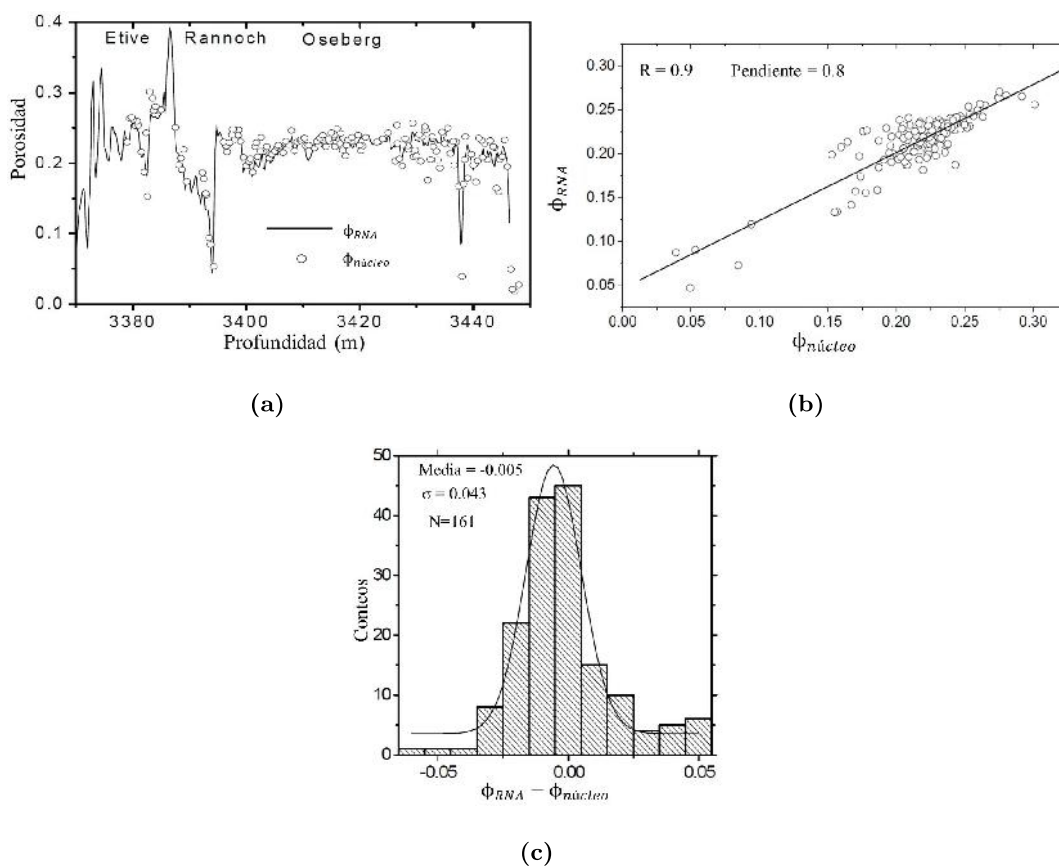 0.4
Etive Rannoch Oseberg
0.3
0.2
0.1
0.0
Porosidad
ϕRNA
ϕnúcleo
3380 3400 3420 3440
Profundidad (m)
(a)
R = 0.9 Pendiente = 0.8
0.30
0.25
0.20
0.15
0.10
0.05
ϕRNA
0.00 0.05 0.10 0.15 0.20 0.25 0.30
ϕnúcleo
(b)
50
40
30
20
10
0
Conteos
Media = -0.005
σ = 0.043
N=161
-0.05 0.00 0.05
ϕRNA − ϕnúcleo
(c)